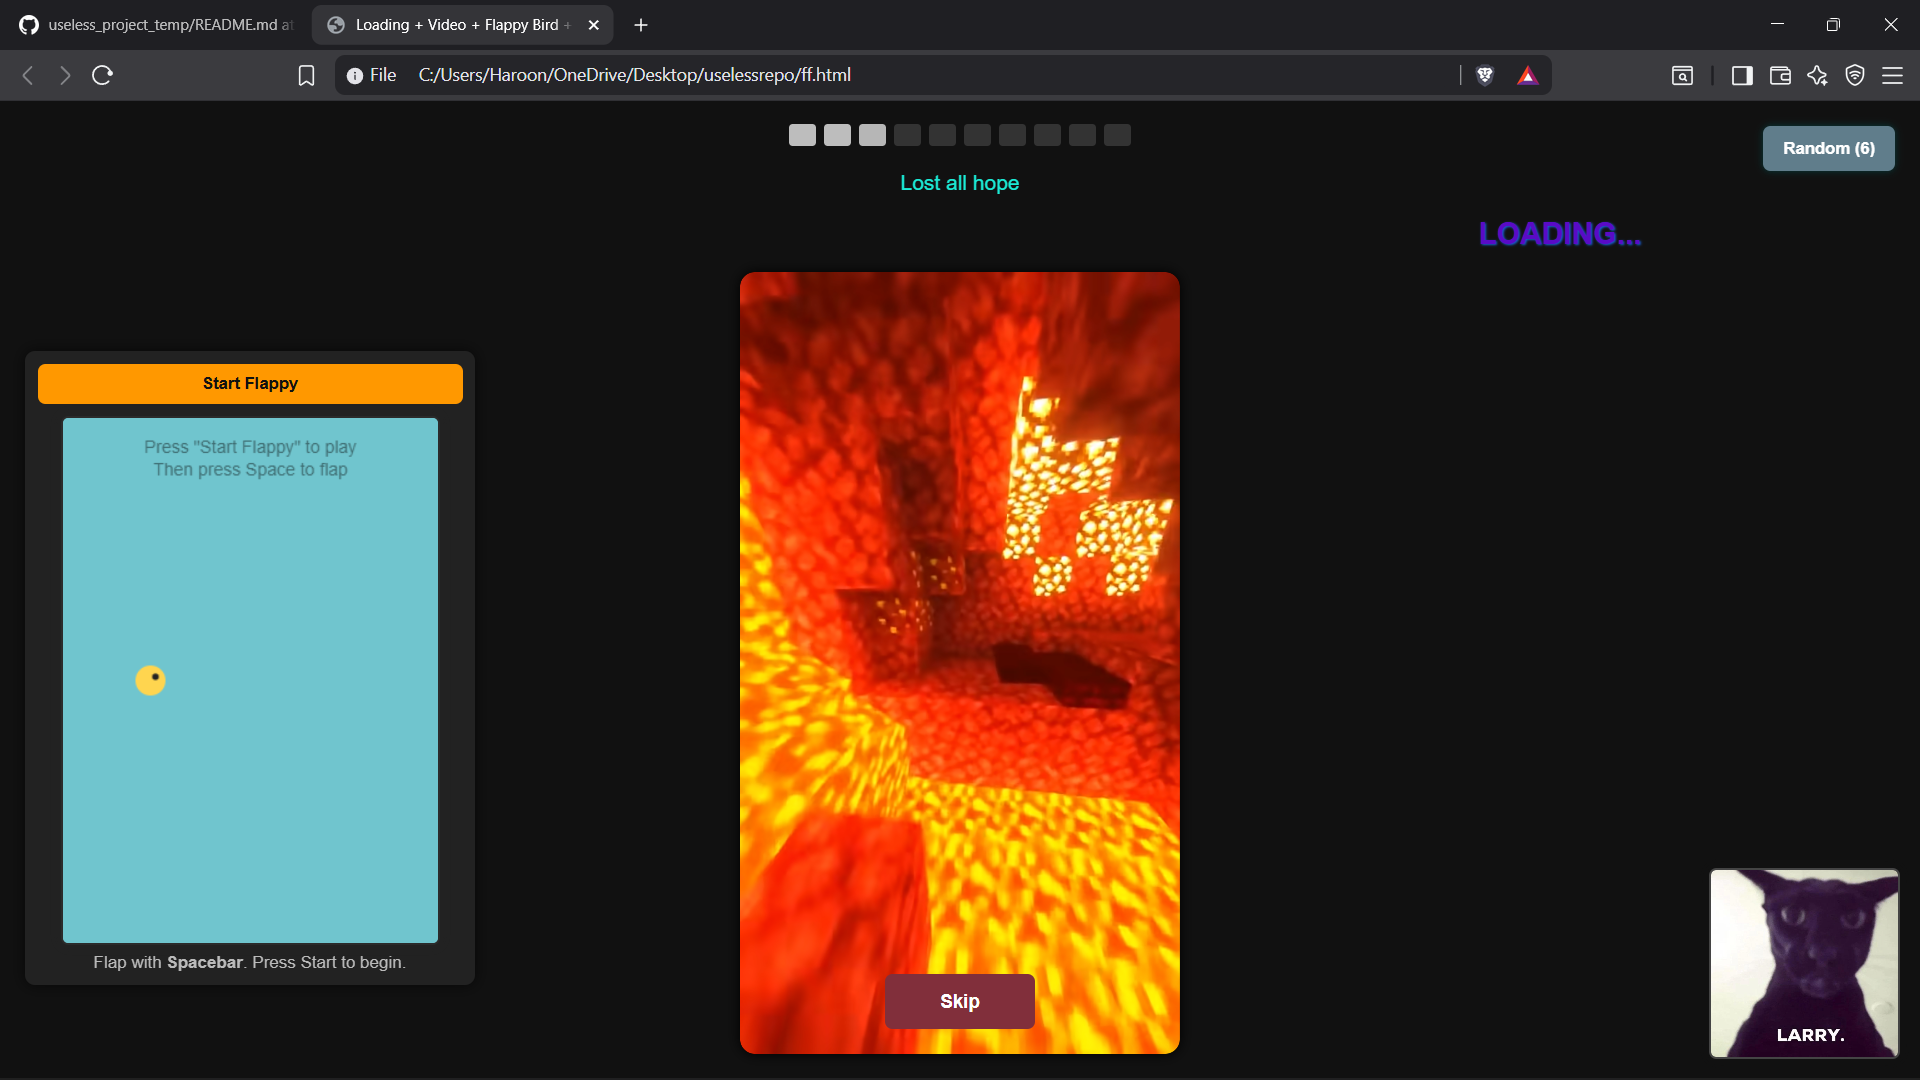 useless_project_temp/README.md at
Loading + Video + Flappy Bird +
File
C:/Users/Haroon/OneDrive/Desktop/uselessrepo/ff.html
Random (6)
Lost all hope
LOADING...
Start Flappy
Press "Start Flappy" to play
Then press Space to flap
Flap with Spacebar. Press Start to begin.
Skip
LARRY.